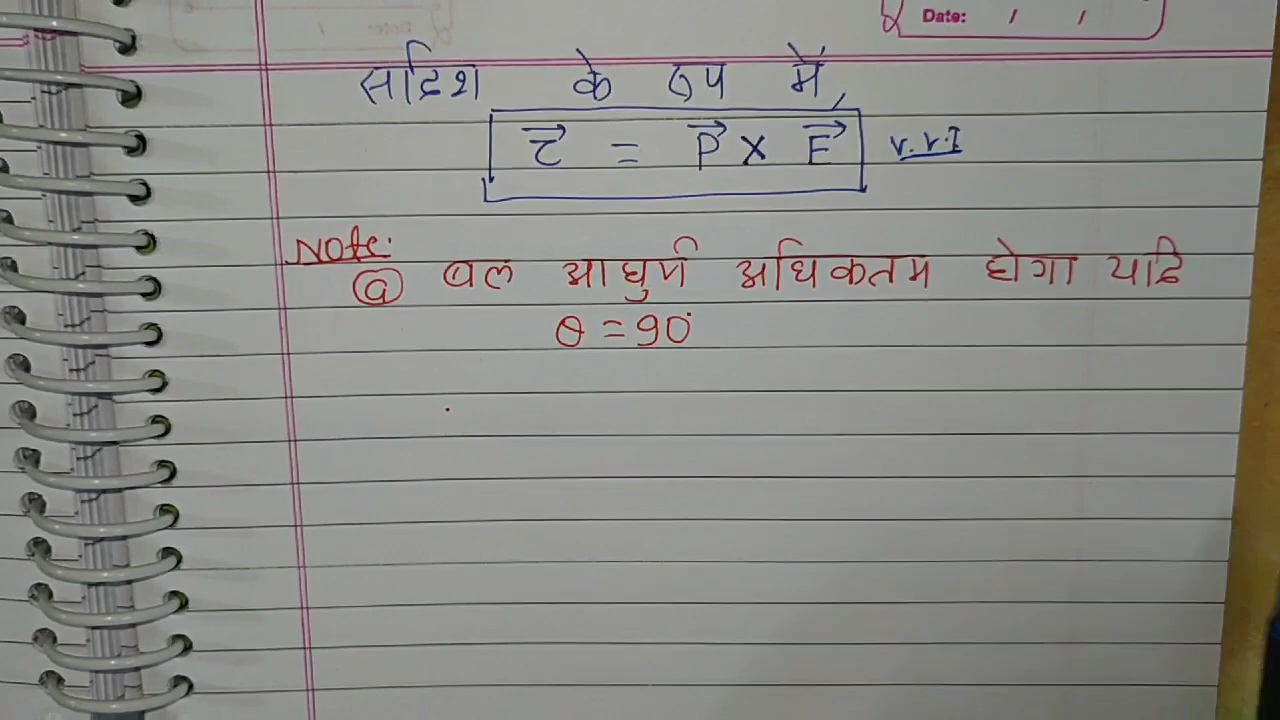 Date: / /
सदिश के रूप में,
τ⃗ = P⃗ × F⃗ V.V.I
Note:
ⓐ बल आघुर्ण अधिकतम होगा यदि
θ = 90°